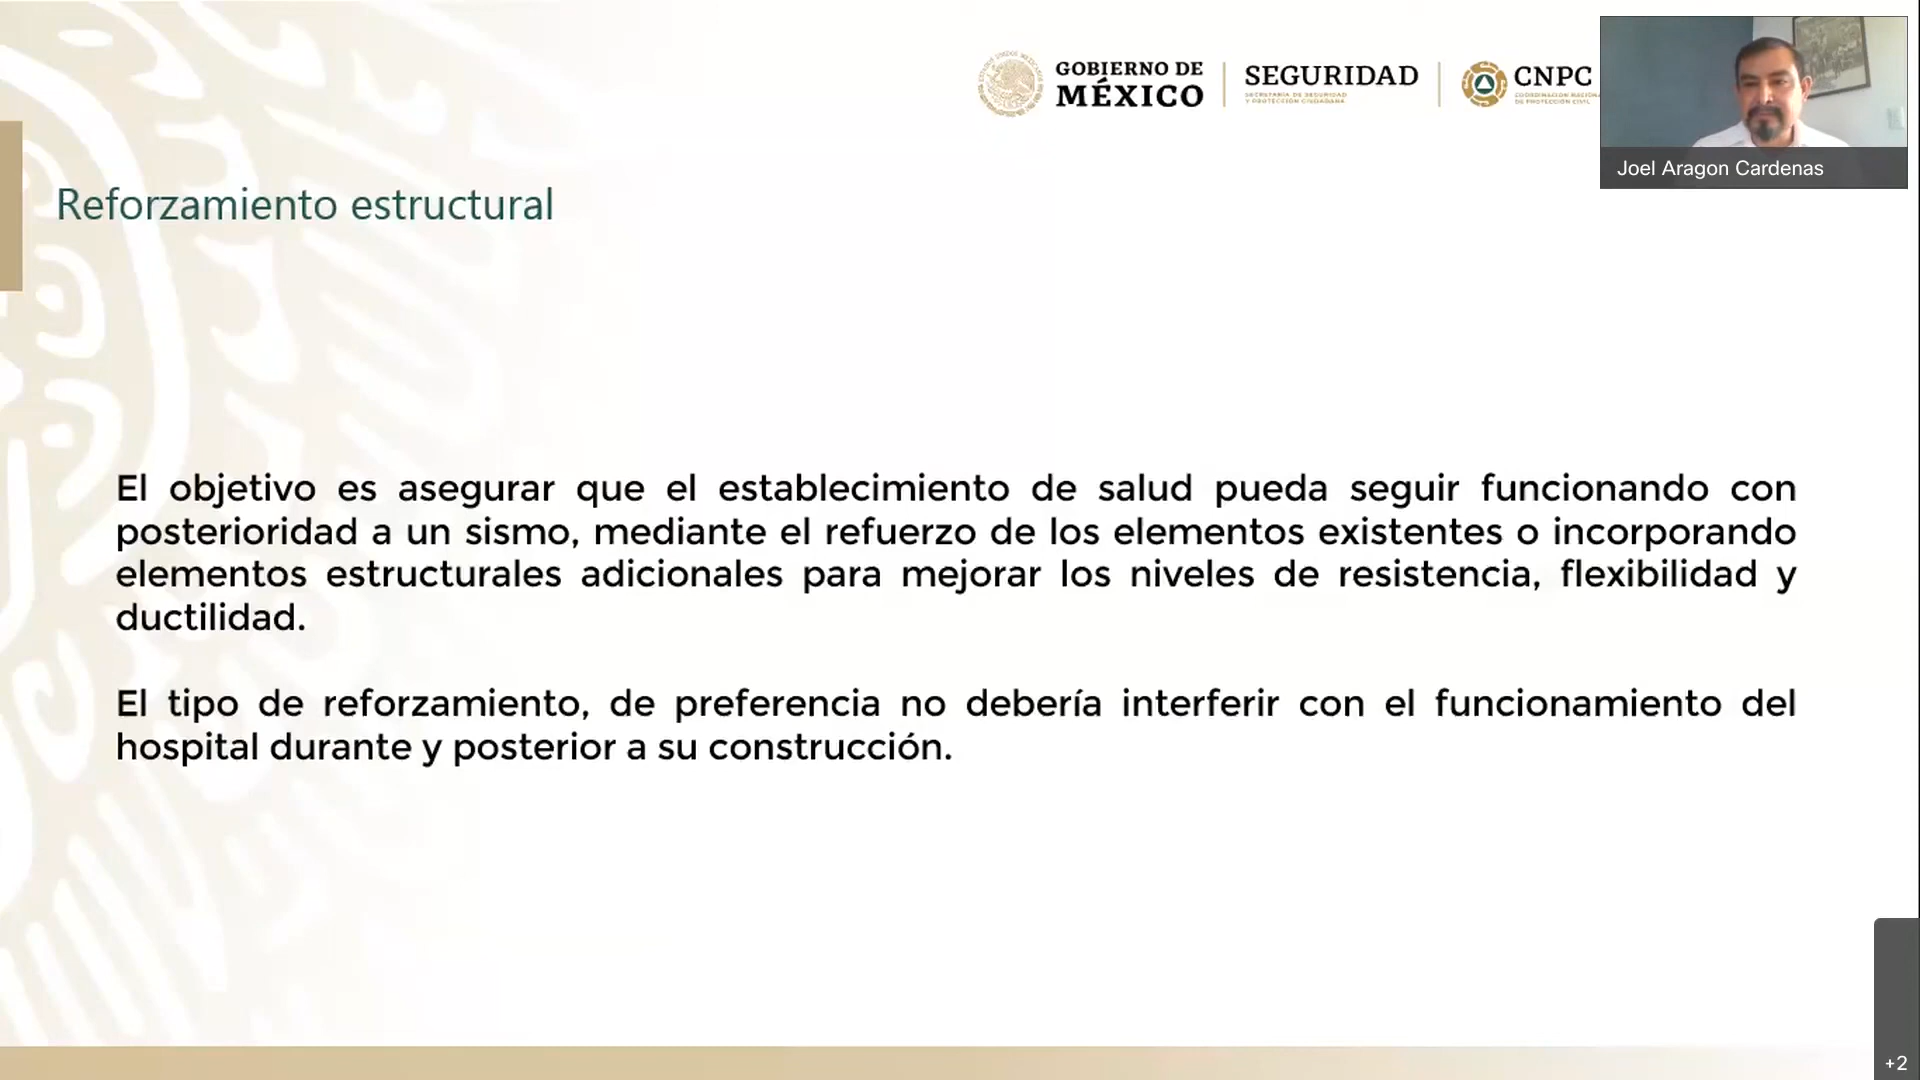 GOBIERNO DE
MÉXICO
SEGURIDAD
SECRETARÍA DE SEGURIDAD
Y PROTECCIÓN CIUDADANA
CNPC
COORDINACIÓN NACIONA
DE PROTECCIÓN CIVIL
Joel Aragon Cardenas
Reforzamiento estructural
El objetivo es asegurar que el establecimiento de salud pueda seguir funcionando con
posterioridad a un sismo, mediante el refuerzo de los elementos existentes o incorporando
elementos estructurales adicionales para mejorar los niveles de resistencia, flexibilidad y
ductilidad.
El tipo de reforzamiento, de preferencia no debería interferir con el funcionamiento del
hospital durante y posterior a su construcción.
+2